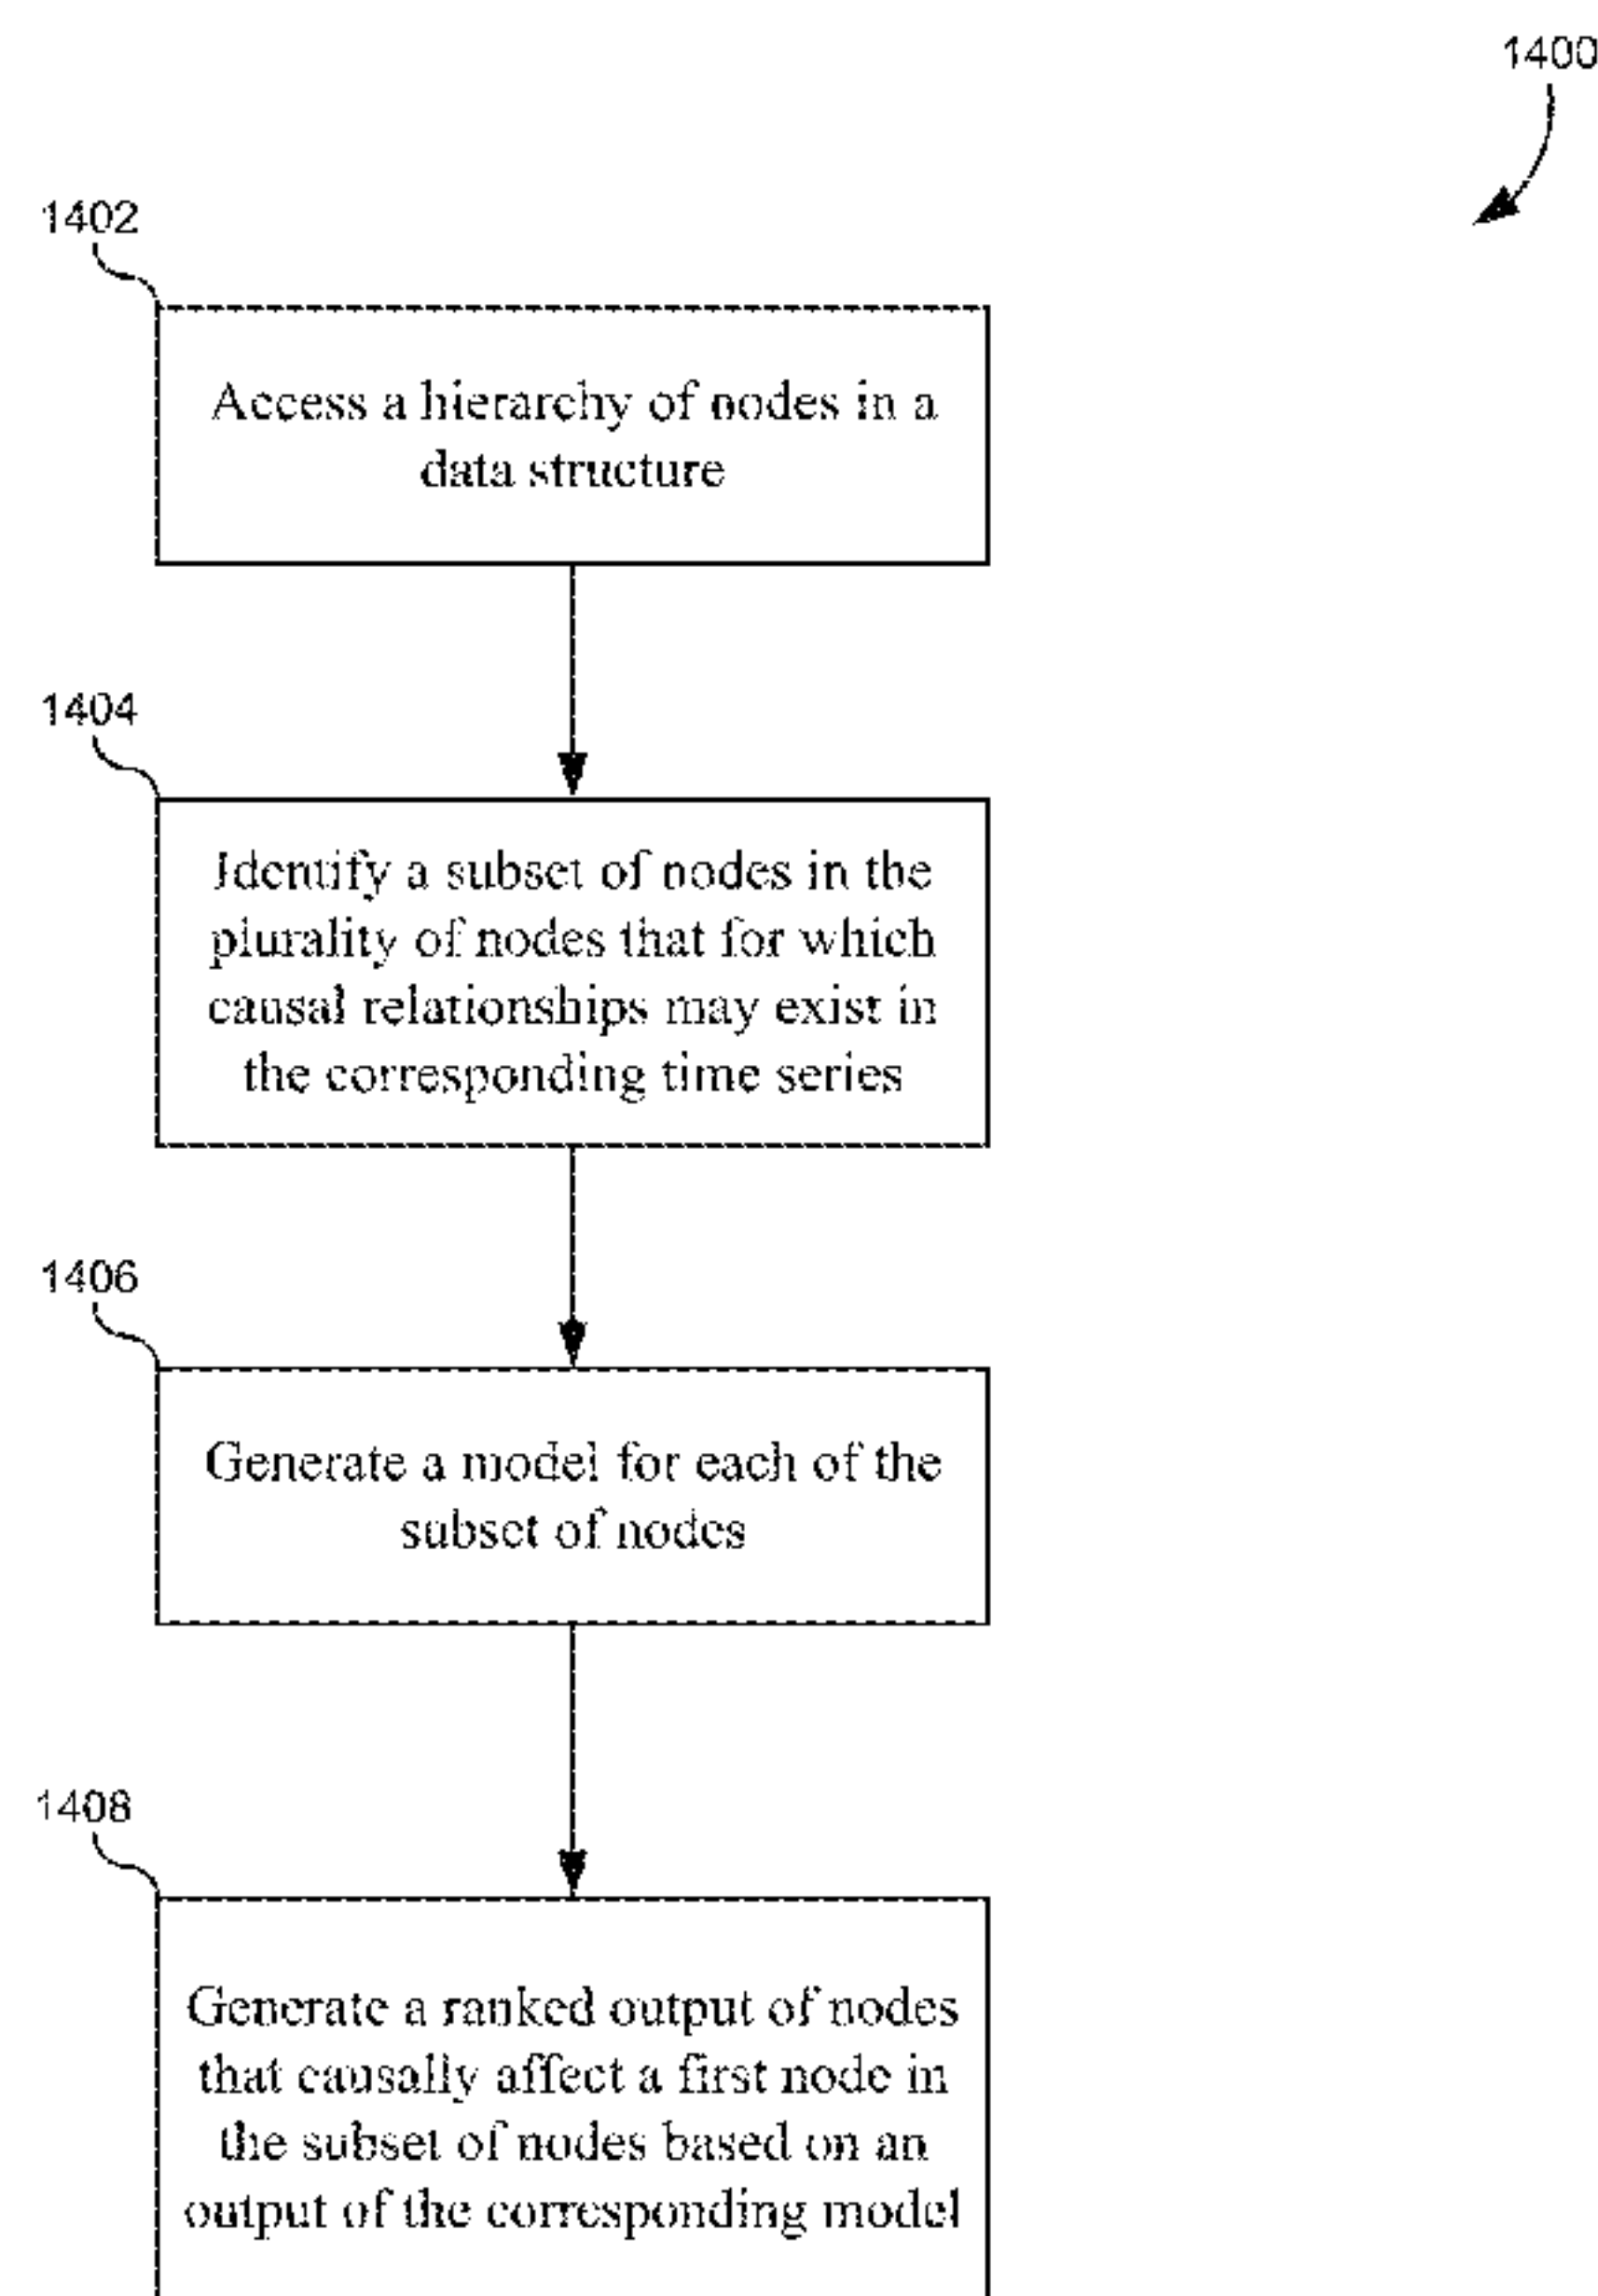 1400
1402
Access a hierarchy of nodes in a
data structure
1404
Identify a subset of nodes in the
plurality of nodes that for which
causal relationships may exist in
the corresponding time series
1406
Generate a model for each of the
subset of nodes
1408
Generate a ranked output of nodes
that causally affect a first node in
the subset of nodes based on an
output of the corresponding model